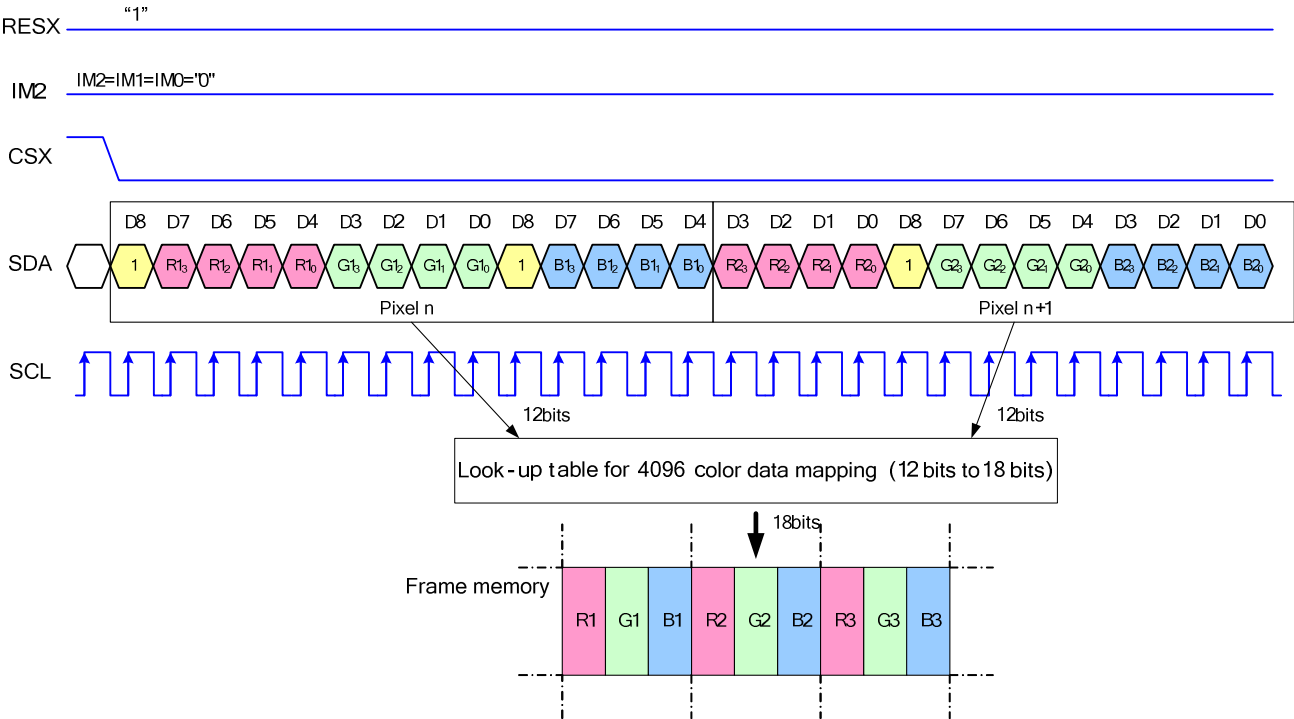 RESX "1"
IM2 IM2=IM1=IM0="0"
CSX
D8 D7 D6 D5 D4 D3 D2 D1 D0 D8 D7 D6 D5 D4 D3 D2 D1 D0 D8 D7 D6 D5 D4 D3 D2 D1 D0
SDA 1 R1₃ R1₂ R1₁ R1₀ G1₃ G1₂ G1₁ G1₀ 1 B1₃ B1₂ B1₁ B1₀ R2₃ R2₂ R2₁ R2₀ 1 G2₃ G2₂ G2₁ G2₀ B2₃ B2₂ B2₁ B2₀
Pixel n Pixel n+1
SCL
12bits 12bits
Look-up table for 4096 color data mapping (12 bits to 18 bits)
18bits
Frame memory
R1 G1 B1 R2 G2 B2 R3 G3 B3